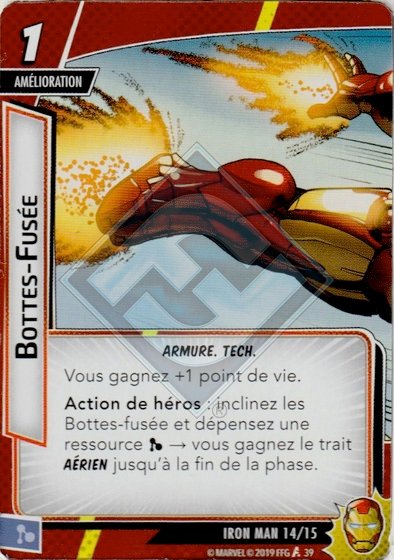 1
AMÉLIORATION
BOTTES-FUSÉE
ARMURE. TECH.
Vous gagnez +1 point de vie.
Action de héros : inclinez les
Bottes-fusée et dépensez une
ressource → vous gagnez le trait
AÉRIEN jusqu'à la fin de la phase.
IRON MAN 14/15
© MARVEL © 2019 FFG 39